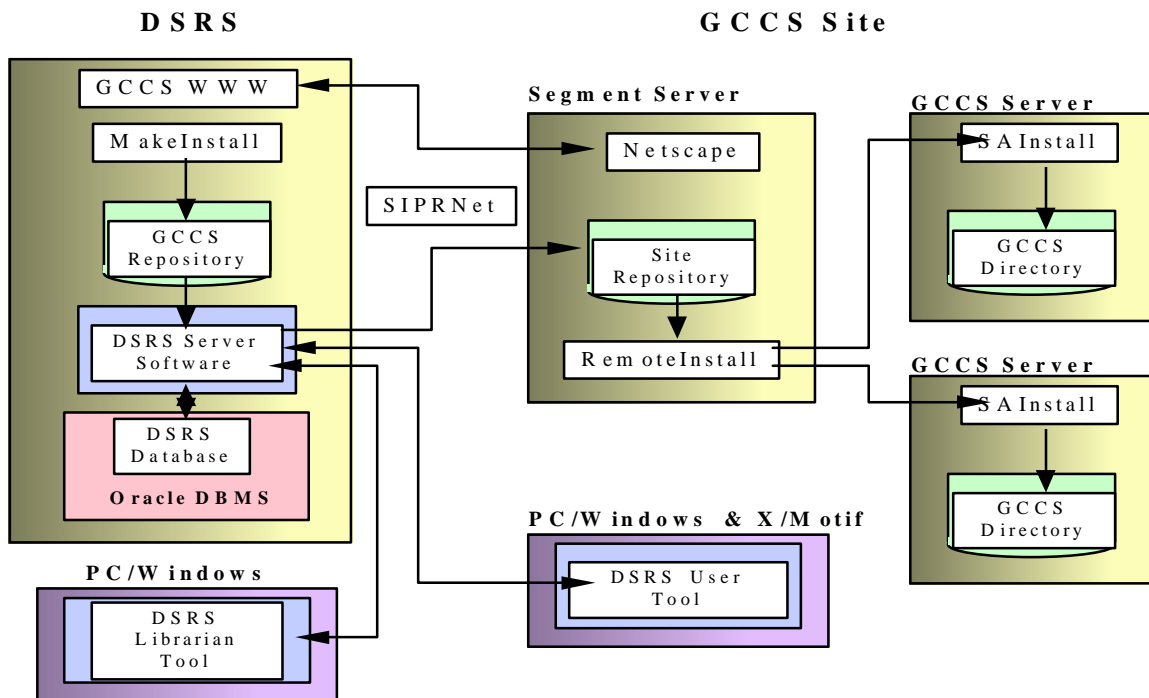 DSRS
GCCS Site
GCCS WWW
MakeInstall
GCCS
Repository
DSRS Server
Software
DSRS
Database
Oracle DBMS
PC/Windows
DSRS
Librarian
Tool
SIPRNet
Segment Server
Netscape
Site
Repository
RemoteInstall
PC/Windows & X/Motif
DSRS User
Tool
GCCS Server
SAInstall
GCCS
Directory
GCCS Server
SAInstall
GCCS
Directory